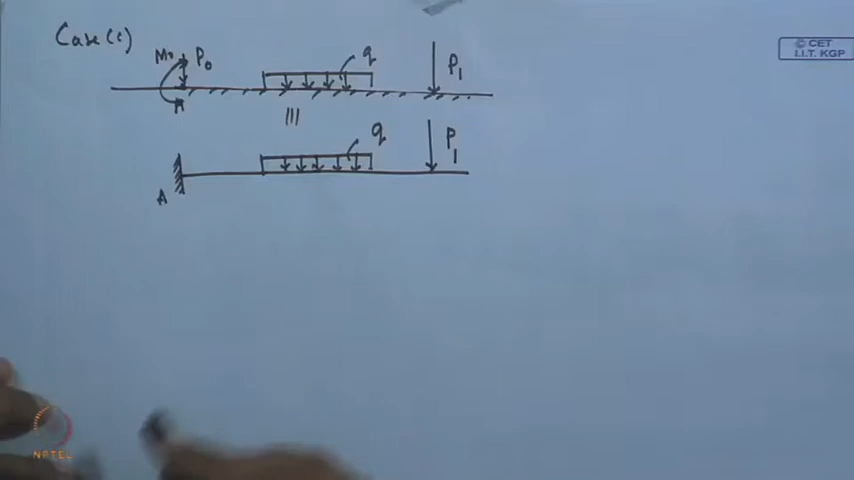 Case (i)
M₀ P₀ q P₁
A
q P₁
A
© CET
I.I.T. KGP
NPTEL